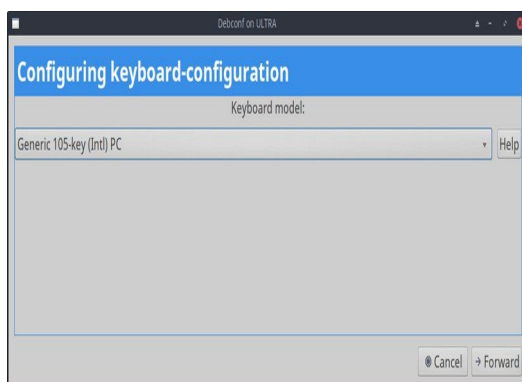 Debconf on ULTRA
Configuring keyboard-configuration
Keyboard model:
Generic 105-key (Intl) PC
Help
Cancel
Forward